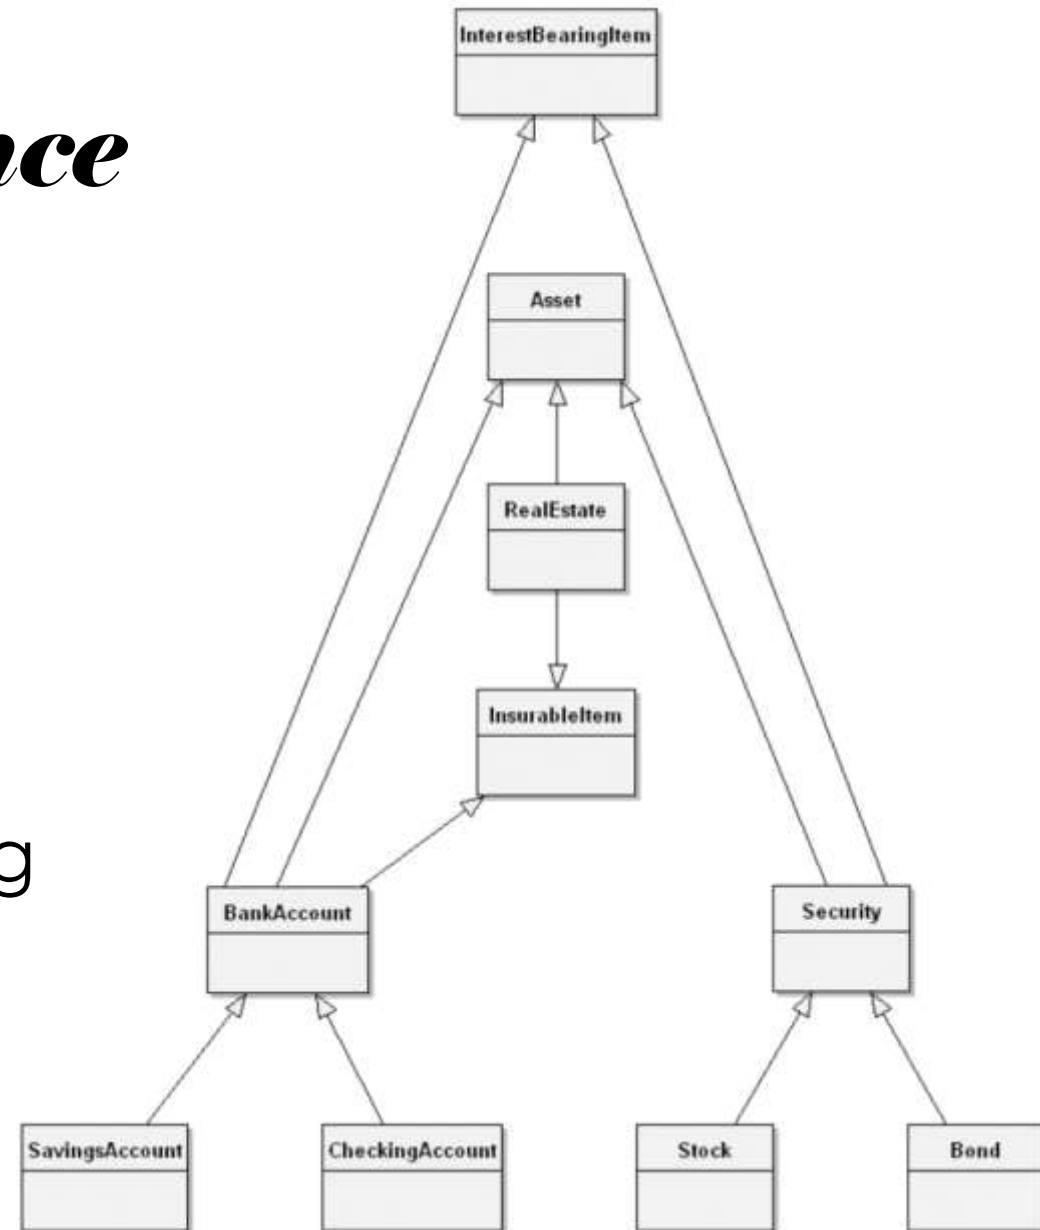 InterestBearingItem
nce
Asset
RealEstate
InsurableItem
g
BankAccount
Security
SavingsAccount
CheckingAccount
Stock
Bond